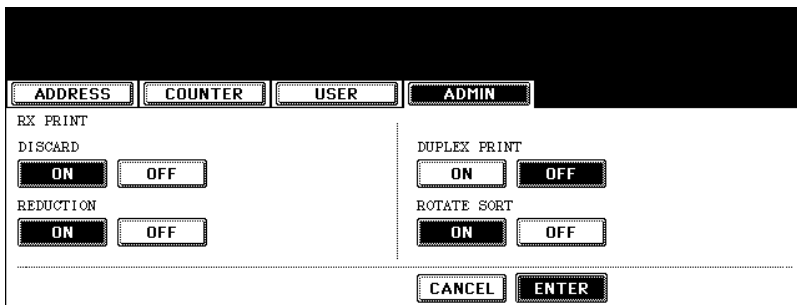 ADDRESS COUNTER USER ADMIN
RX PRINT
DISCARD
ON OFF
REDUCTION
ON OFF
DUPLEX PRINT
ON OFF
ROTATE SORT
ON OFF
CANCEL ENTER